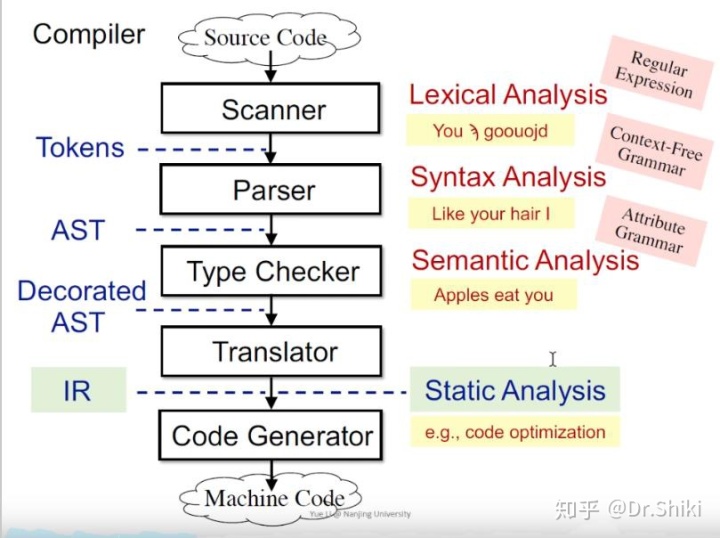 Compiler
Source Code
Scanner
Lexical Analysis
Regular
Expression
You goouojd
Tokens
Context-Free
Grammar
Parser
Syntax Analysis
Like your hair I
Attribute
Grammar
AST
Type Checker
Semantic Analysis
Apples eat you
Decorated
AST
Translator
IR
Static Analysis
Code Generator
e.g., code optimization
Machine Code
Yue Li @ Nanjing University
知乎 @Dr.Shiki